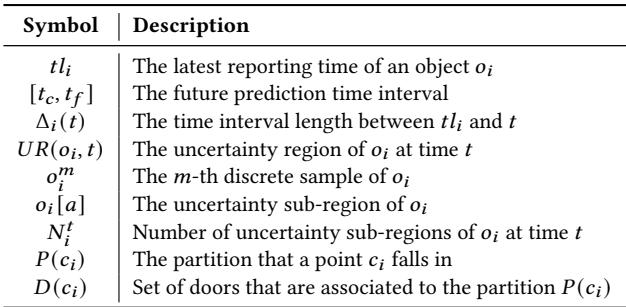 Symbol Description
tl_i The latest reporting time of an object o_i
[t_c, t_f] The future prediction time interval
Δ_i(t) The time interval length between tl_i and t
UR(o_i, t) The uncertainty region of o_i at time t
o_i^m The m-th discrete sample of o_i
o_i[a] The uncertainty sub-region of o_i
N_i^t Number of uncertainty sub-regions of o_i at time t
P(c_i) The partition that a point c_i falls in
D(c_i) Set of doors that are associated to the partition P(c_i)